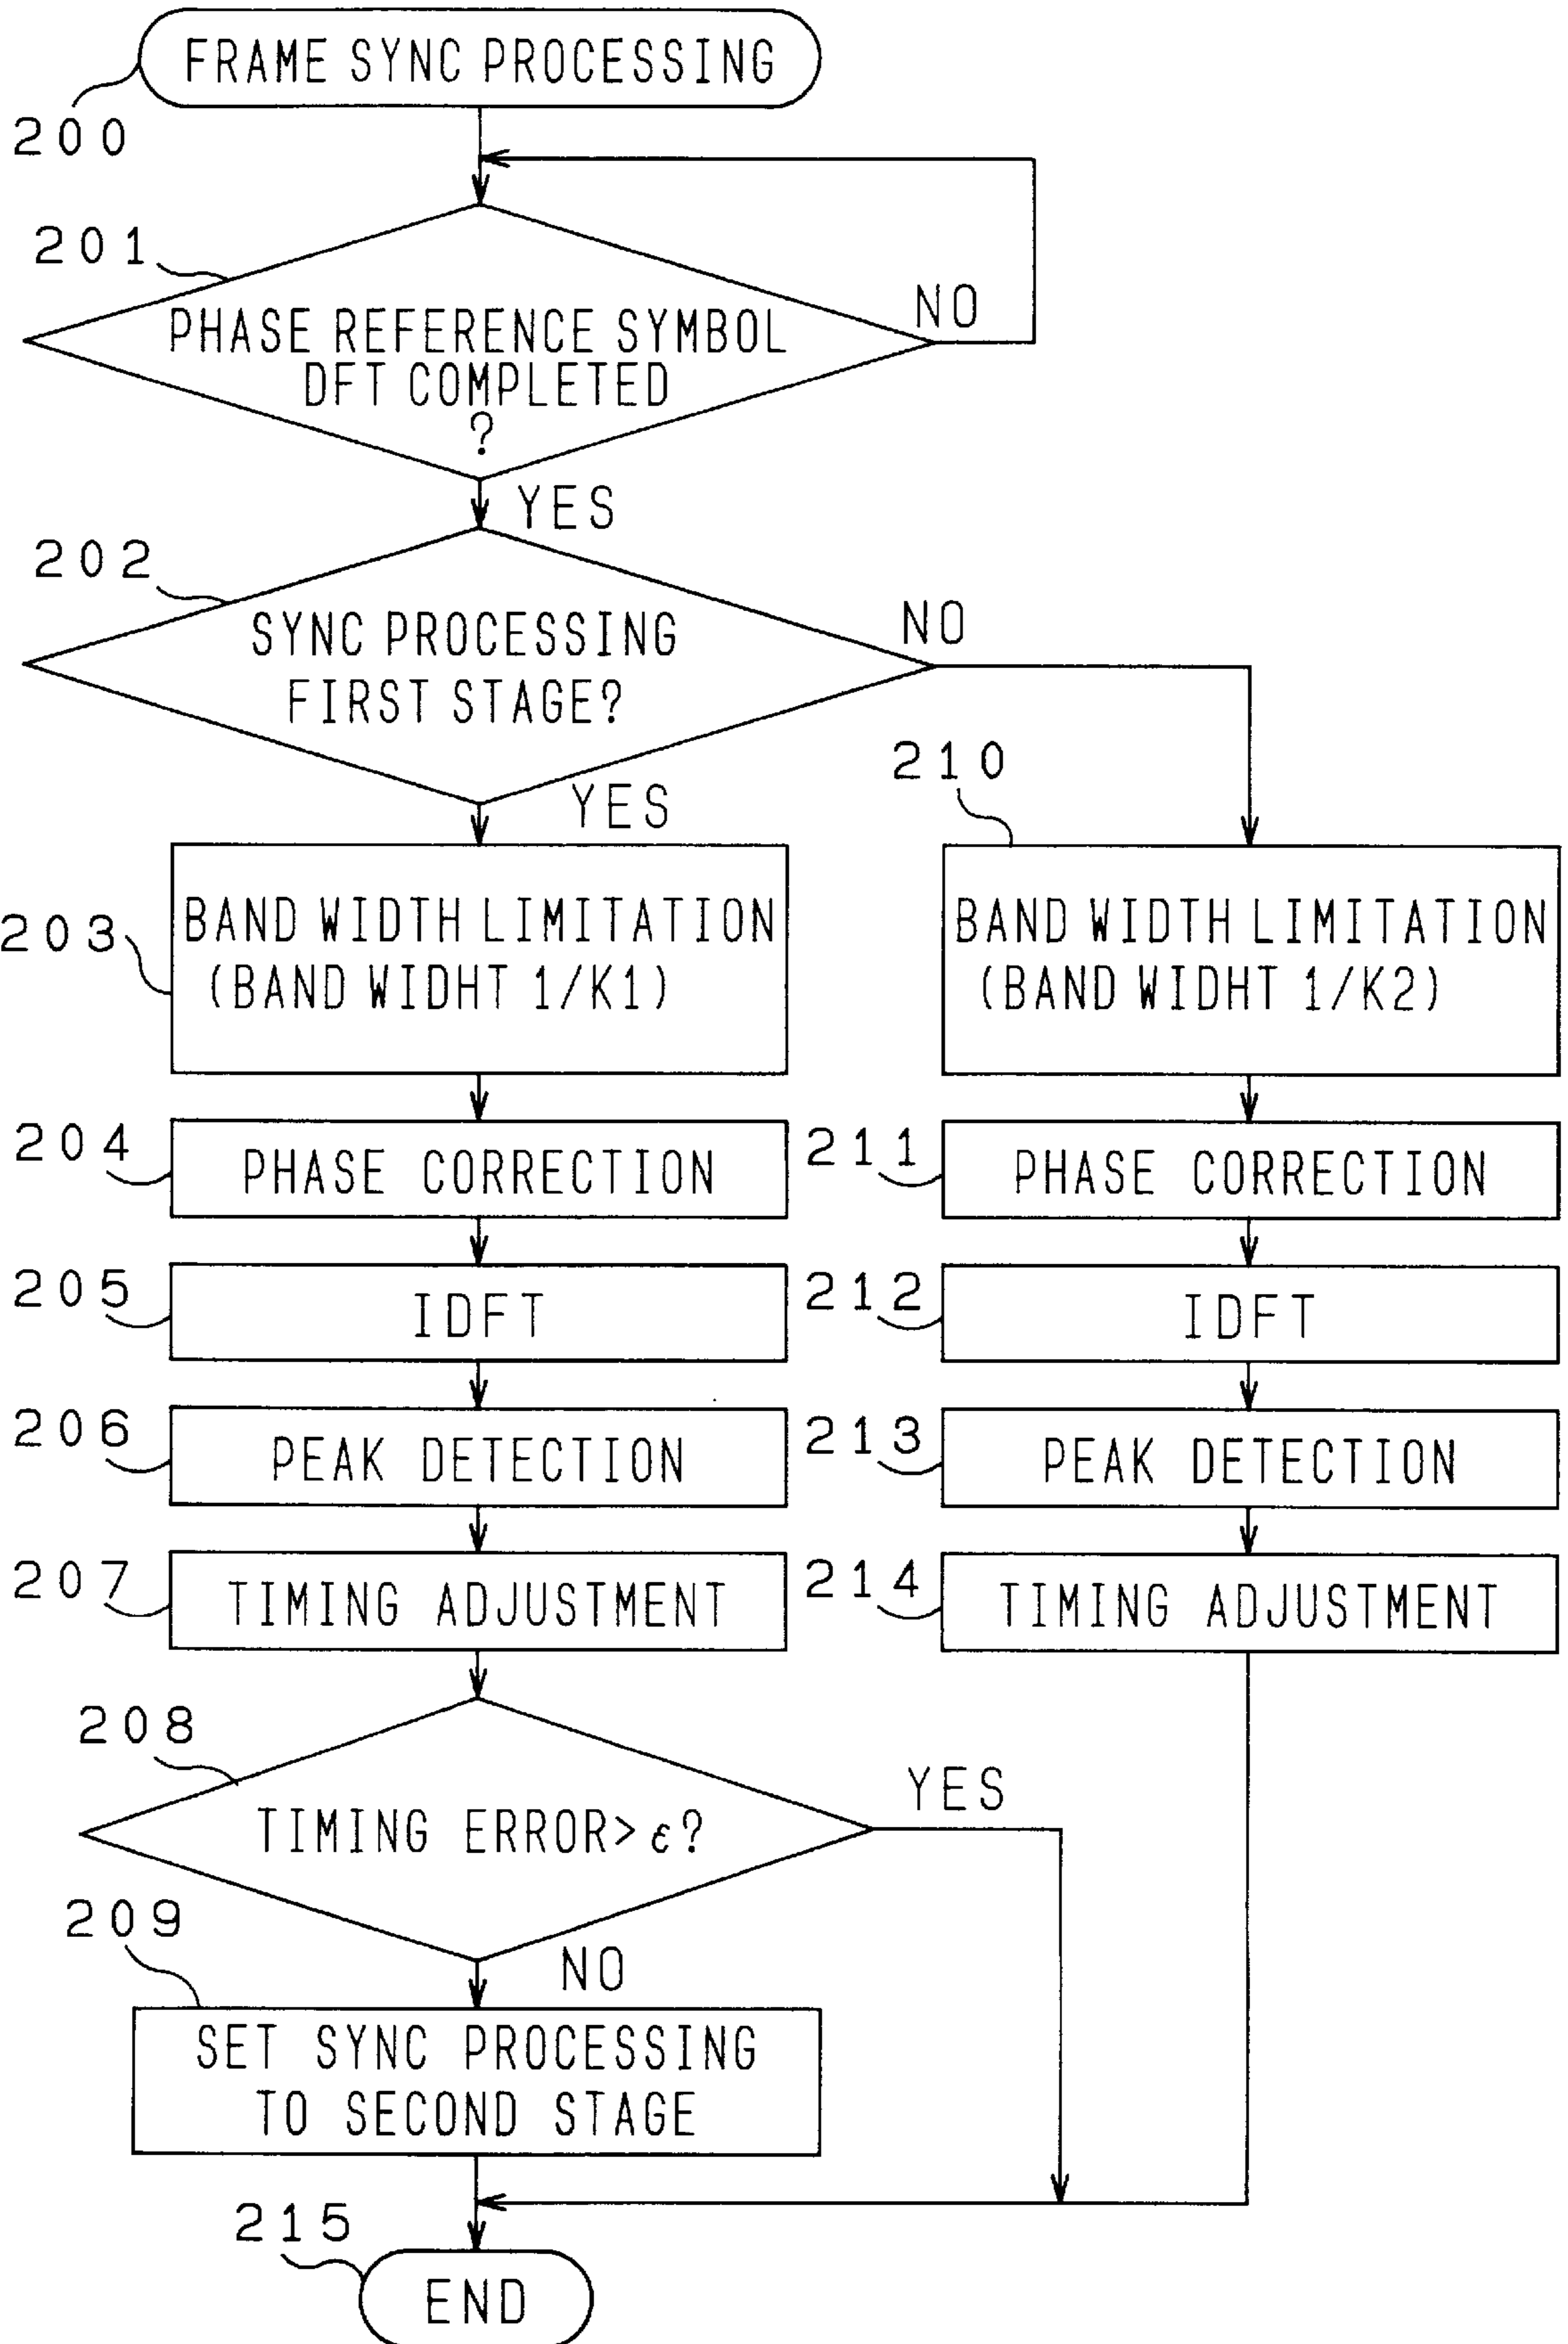 FRAME SYNC PROCESSING
200
201
PHASE REFERENCE SYMBOL
DFT COMPLETED
?
NO
YES
202
SYNC PROCESSING
FIRST STAGE?
NO
YES
203
BAND WIDTH LIMITATION
(BAND WIDHT 1/K1)
204
PHASE CORRECTION
205
IDFT
206
PEAK DETECTION
207
TIMING ADJUSTMENT
208
TIMING ERROR>ε?
YES
NO
209
SET SYNC PROCESSING
TO SECOND STAGE
210
BAND WIDTH LIMITATION
(BAND WIDHT 1/K2)
211
PHASE CORRECTION
212
IDFT
213
PEAK DETECTION
214
TIMING ADJUSTMENT
215
END